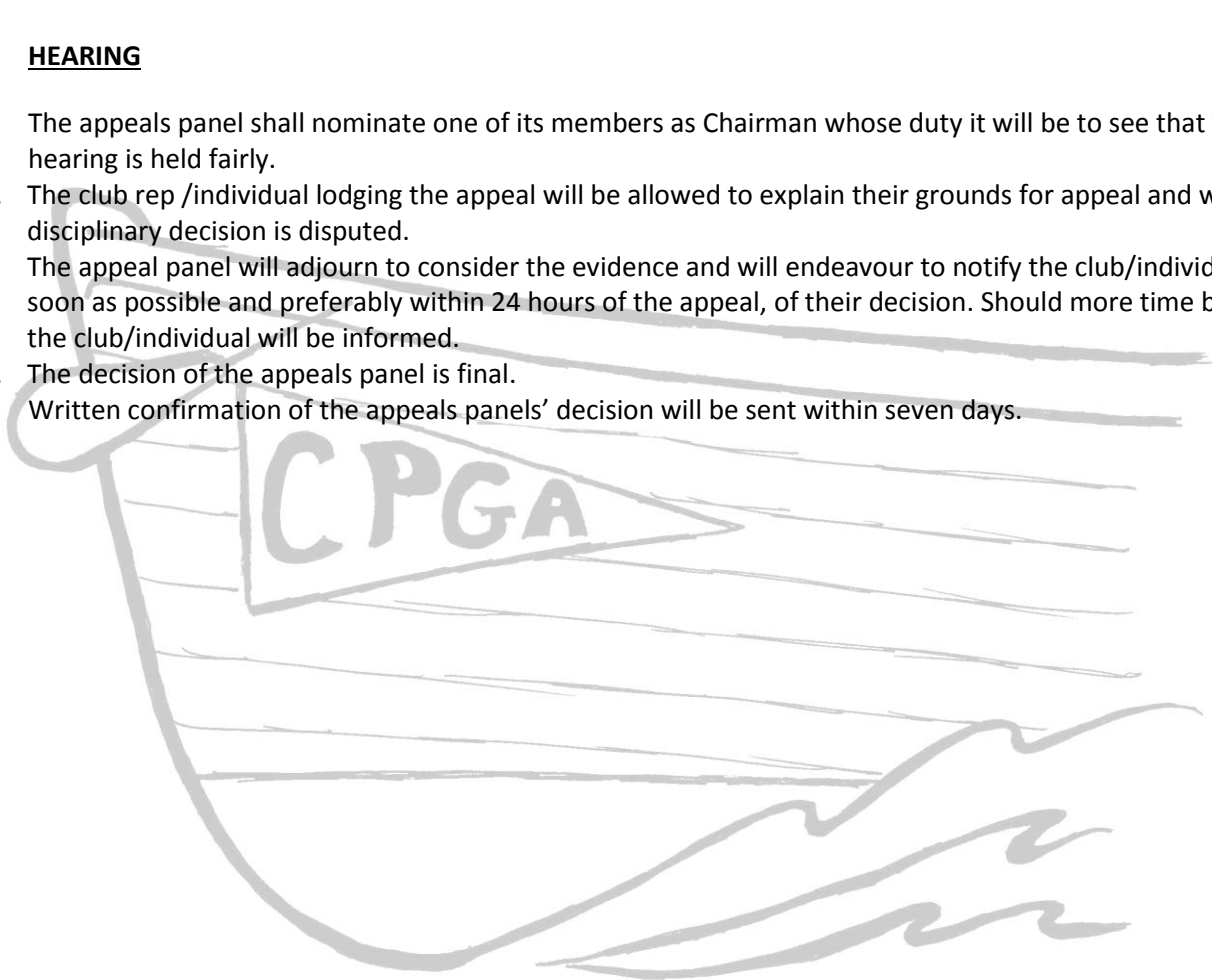 HEARING
The appeals panel shall nominate one of its members as Chairman whose duty it will be to see that
hearing is held fairly.
The club rep /individual lodging the appeal will be allowed to explain their grounds for appeal and
disciplinary decision is disputed.
The appeal panel will adjourn to consider the evidence and will endeavour to notify the
soon as possible and preferably within 24 hours of the appeal, of their decision. Should more time
the club/individual will be informed.
The decision of the appeals panel is final.
Written confirmation of the appeals panels’ decision will be sent within seven days.
CPGA